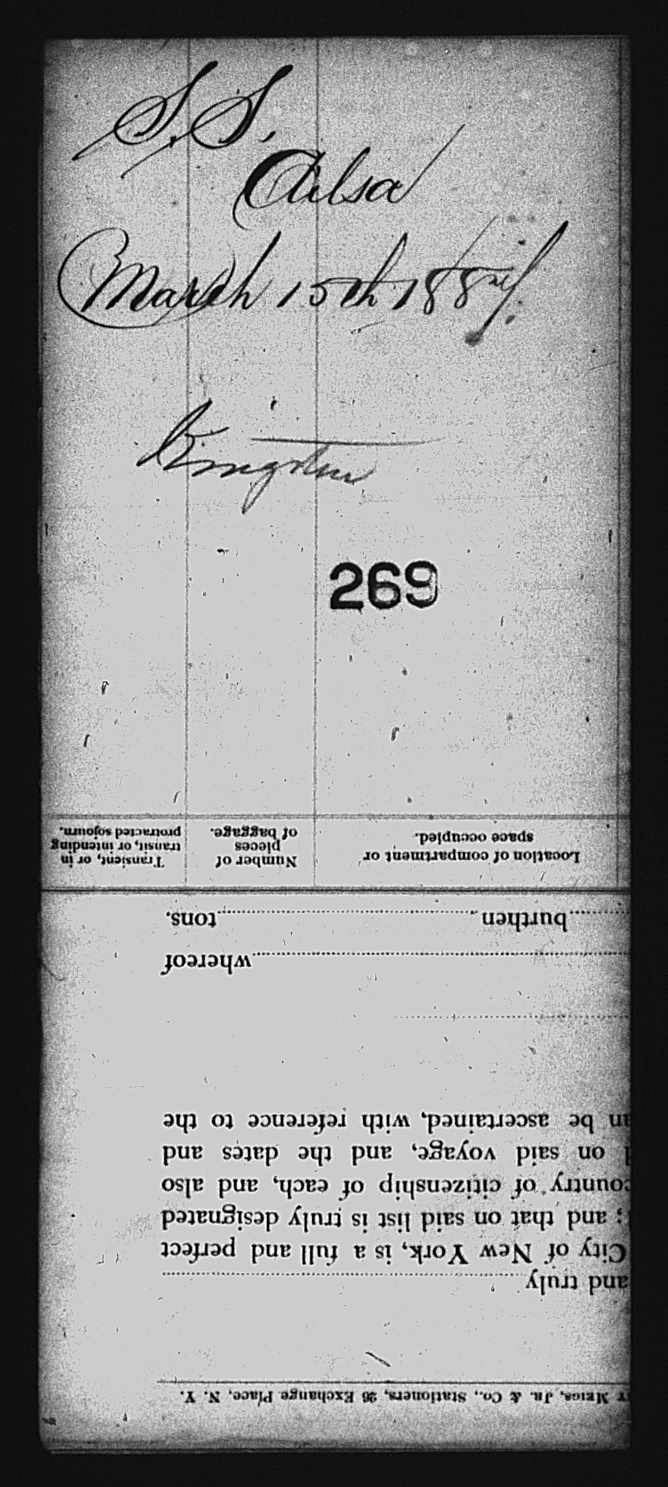 S.S.
Ailsa
March 15th 1887.
Kingston
269
Meigs, Jr. & Co., Stationers, 26 Exchange Place, N. Y.
and truly
City of New York, is a full and perfect
; and that on said list is truly designated
country of citizenship of each, and also
on said voyage, and the dates and
be ascertained, with reference to the
whereof
burthen tons.
Location of compartment or
space occupied.
Number of
pieces
of baggage.
Transient, or in
transit, or intending
protracted sojourn.